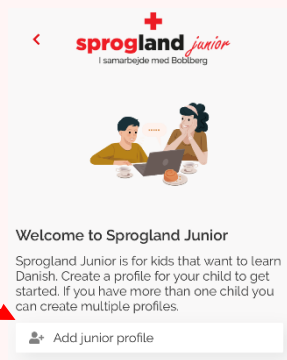 sprogland junior
I samarbejde med Boblberg
Welcome to Sprogland Junior
Sprogland Junior is for kids that want to learn
Danish. Create a profile for your child to get
started. If you have more than one child you
can create multiple profiles.
Add junior profile